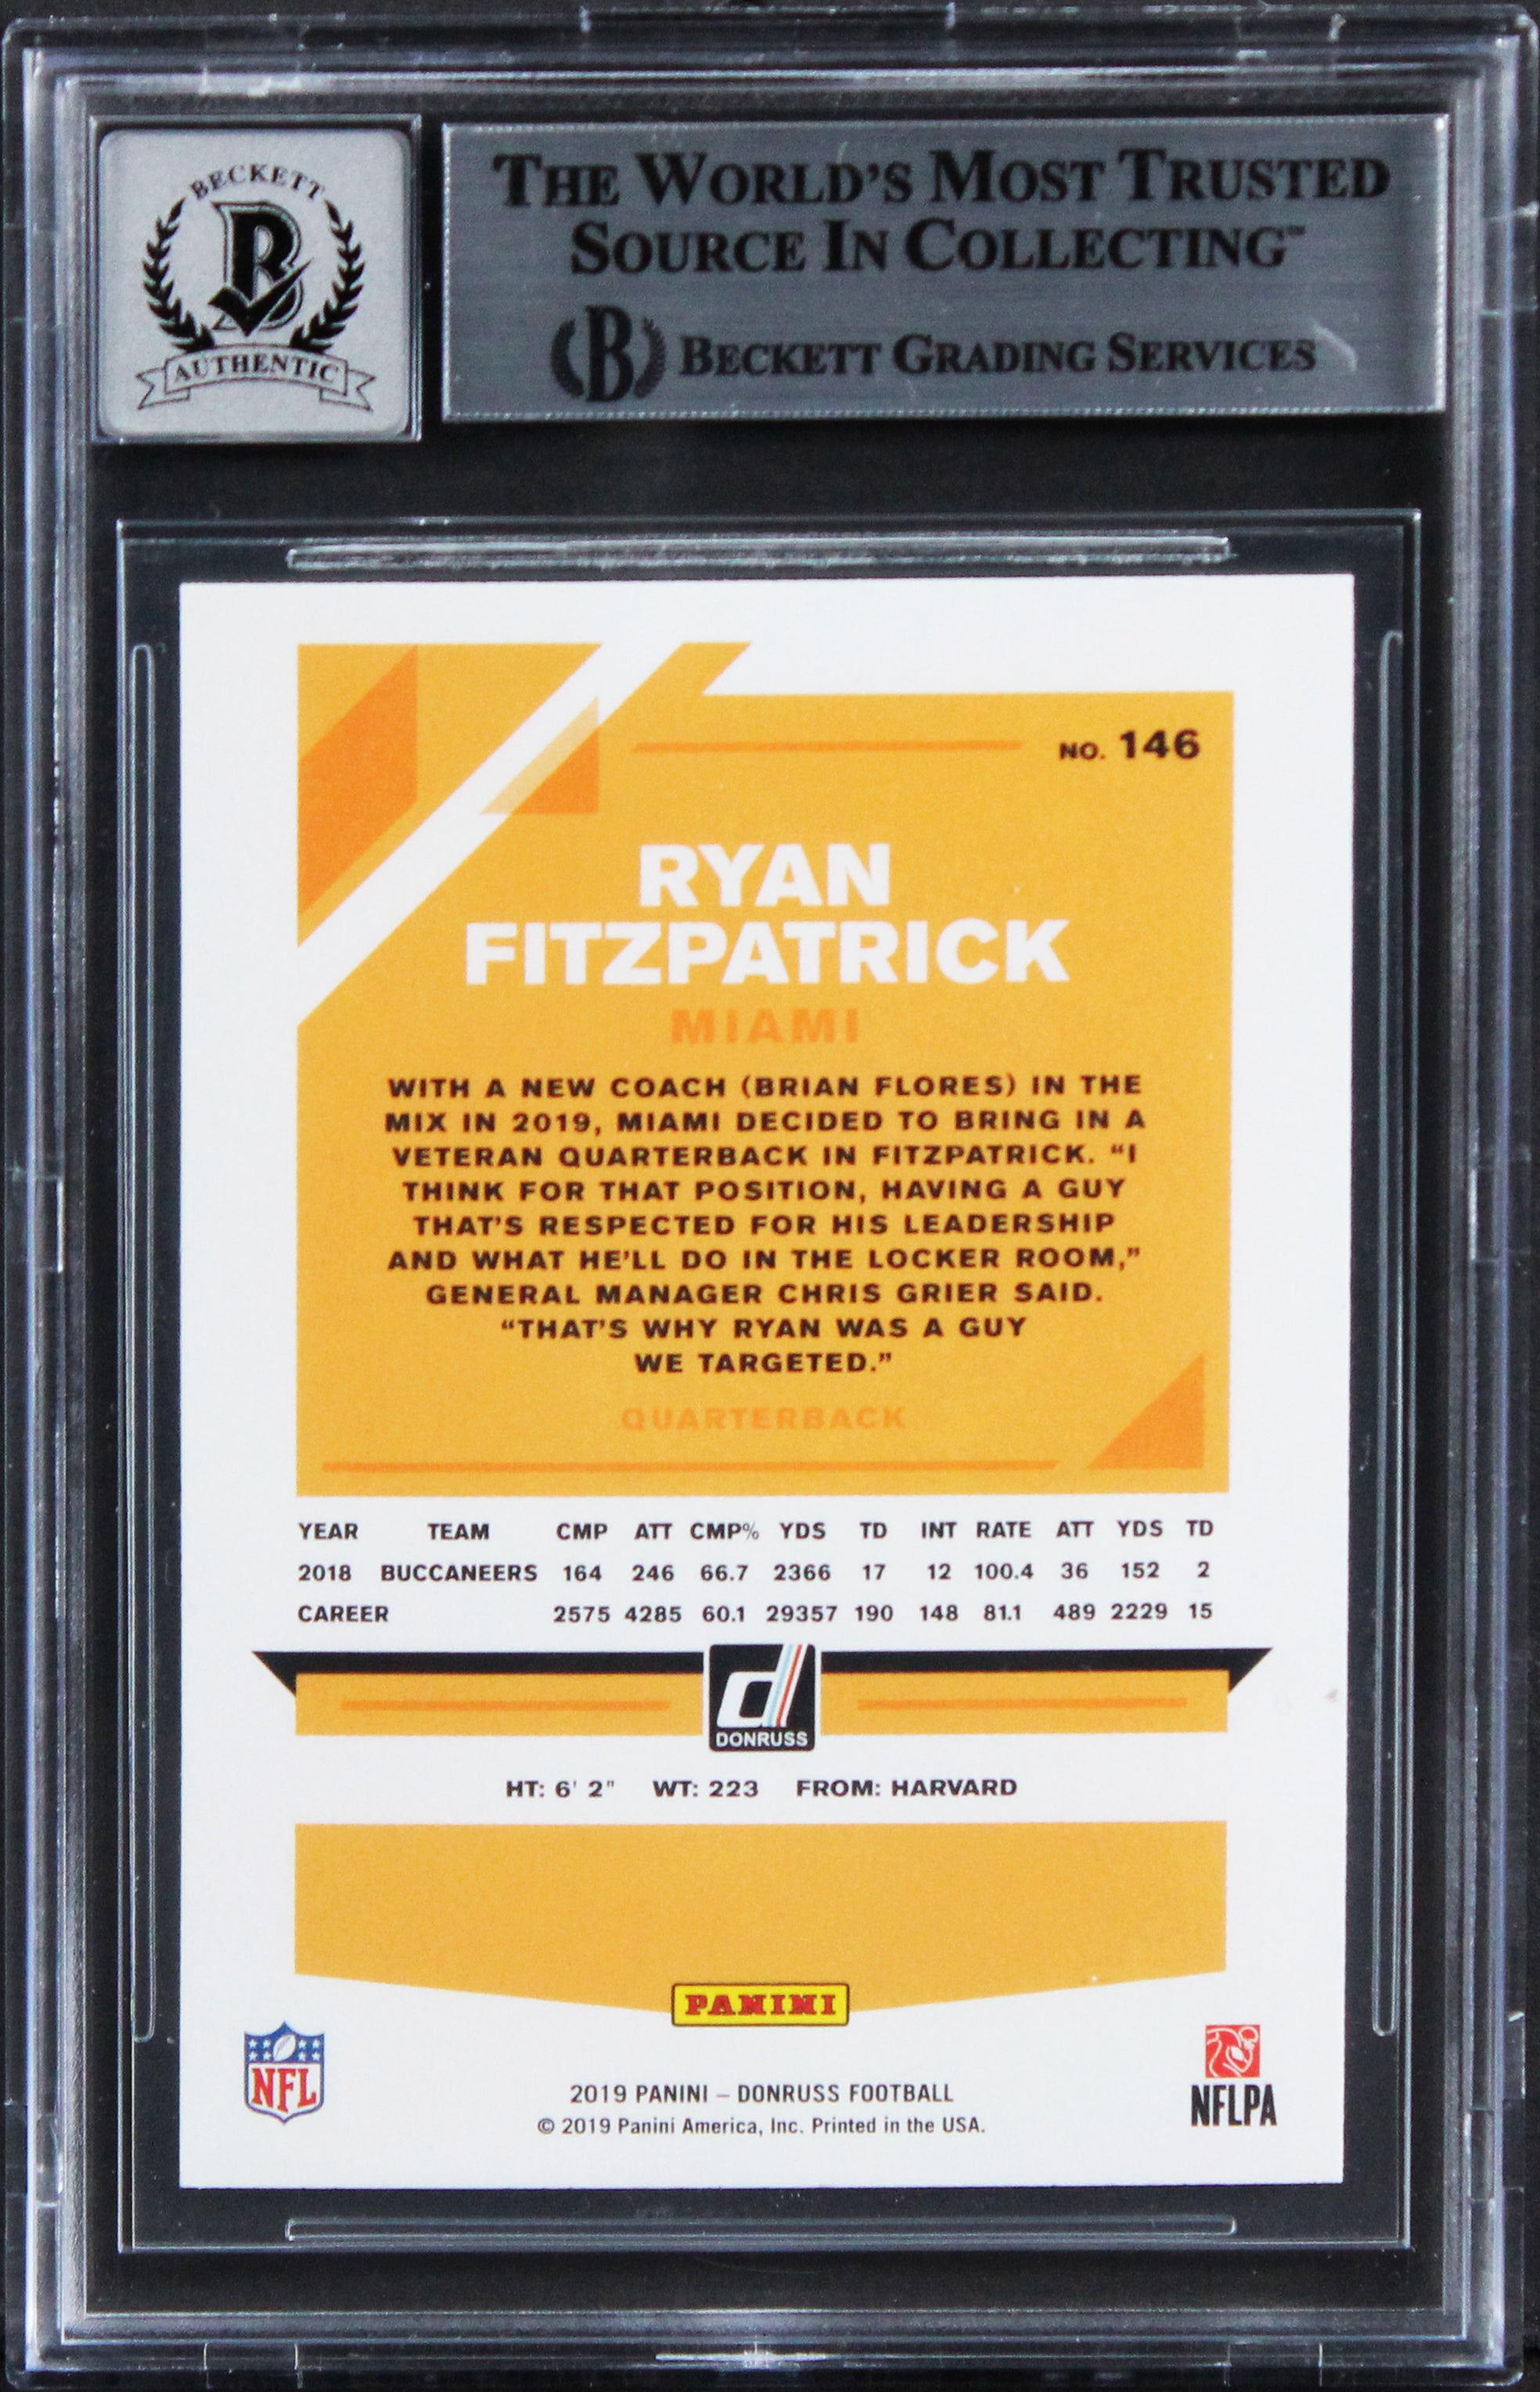 BECKETT
B
AUTHENTIC
THE WORLD'S MOST TRUSTED
SOURCE IN COLLECTING™
B BECKETT GRADING SERVICES
NO. 146
RYAN
FITZPATRICK
MIAMI
WITH A NEW COACH (BRIAN FLORES) IN THE
MIX IN 2019, MIAMI DECIDED TO BRING IN A
VETERAN QUARTERBACK IN FITZPATRICK. “I
THINK FOR THAT POSITION, HAVING A GUY
THAT'S RESPECTED FOR HIS LEADERSHIP
AND WHAT HE'LL DO IN THE LOCKER ROOM,”
GENERAL MANAGER CHRIS GRIER SAID.
“THAT'S WHY RYAN WAS A GUY
WE TARGETED.”
QUARTERBACK
YEAR TEAM CMP ATT CMP% YDS TD INT RATE ATT YDS TD
2018 BUCCANEERS 164 246 66.7 2366 17 12 100.4 36 152 2
CAREER 2575 4285 60.1 29357 190 148 81.1 489 2229 15
d
DONRUSS
HT: 6' 2" WT: 223 FROM: HARVARD
PANINI
NFL
NFLPA
2019 PANINI – DONRUSS FOOTBALL
© 2019 Panini America, Inc. Printed in the USA.